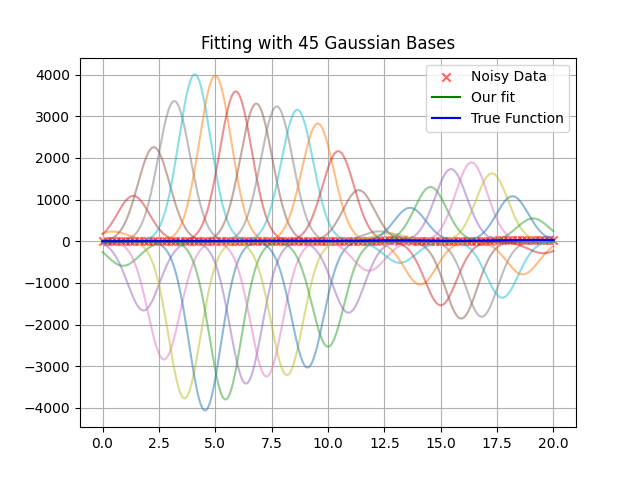 Fitting with 45 Gaussian Bases
Noisy Data
Our fit
True Function
4000
3000
2000
1000
0
−1000
−2000
−3000
−4000
0.0 2.5 5.0 7.5 10.0 12.5 15.0 17.5 20.0